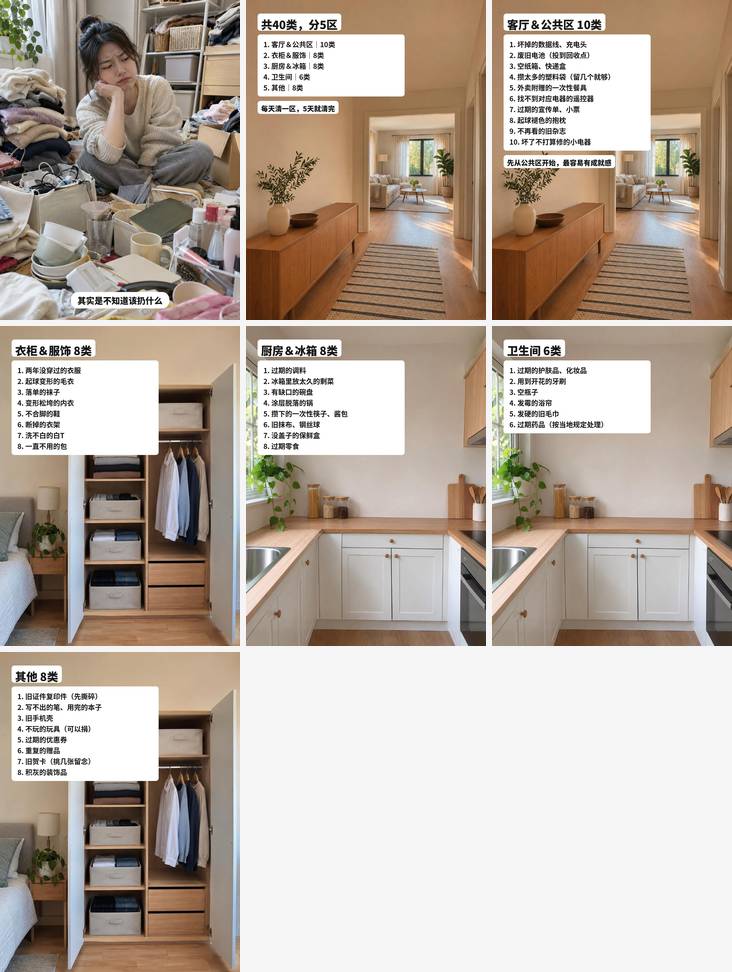 其实是不知道该扔什么
共40类，分5区
1. 客厅＆公共区｜10类
2. 衣柜＆服饰｜8类
3. 厨房＆冰箱｜8类
4. 卫生间｜6类
5. 其他｜8类
每天清一区，5天就清完
客厅＆公共区 10类
1. 坏掉的数据线、充电头
2. 废旧电池（投到回收点）
3. 空纸箱、快递盒
4. 攒太多的塑料袋（留几个就够）
5. 外卖附赠的一次性餐具
6. 找不到对应电器的遥控器
7. 过期的宣传单、小票
8. 起球褪色的抱枕
9. 不再看的旧杂志
10. 坏了不打算修的小电器
先从公共区开始，最容易有成就感
衣柜＆服饰 8类
1. 两年没穿过的衣服
2. 起球变形的毛衣
3. 落单的袜子
4. 变形松垮的内衣
5. 不合脚的鞋
6. 断掉的衣架
7. 洗不白的白T
8. 一直不用的包
厨房＆冰箱 8类
1. 过期的调料
2. 冰箱里放太久的剩菜
3. 有缺口的碗盘
4. 涂层脱落的锅
5. 攒下的一次性筷子、酱包
6. 旧抹布、钢丝球
7. 没盖子的保鲜盒
8. 过期零食
卫生间 6类
1. 过期的护肤品、化妆品
2. 用到开花的牙刷
3. 空瓶子
4. 发霉的浴帘
5. 发硬的旧毛巾
6. 过期药品（按当地规定处理）
其他 8类
1. 旧证件复印件（先撕碎）
2. 写不出的笔、用完的本子
3. 旧手机壳
4. 不玩的玩具（可以捐）
5. 过期的优惠券
6. 重复的赠品
7. 旧贺卡（挑几张留念）
8. 积灰的装饰品